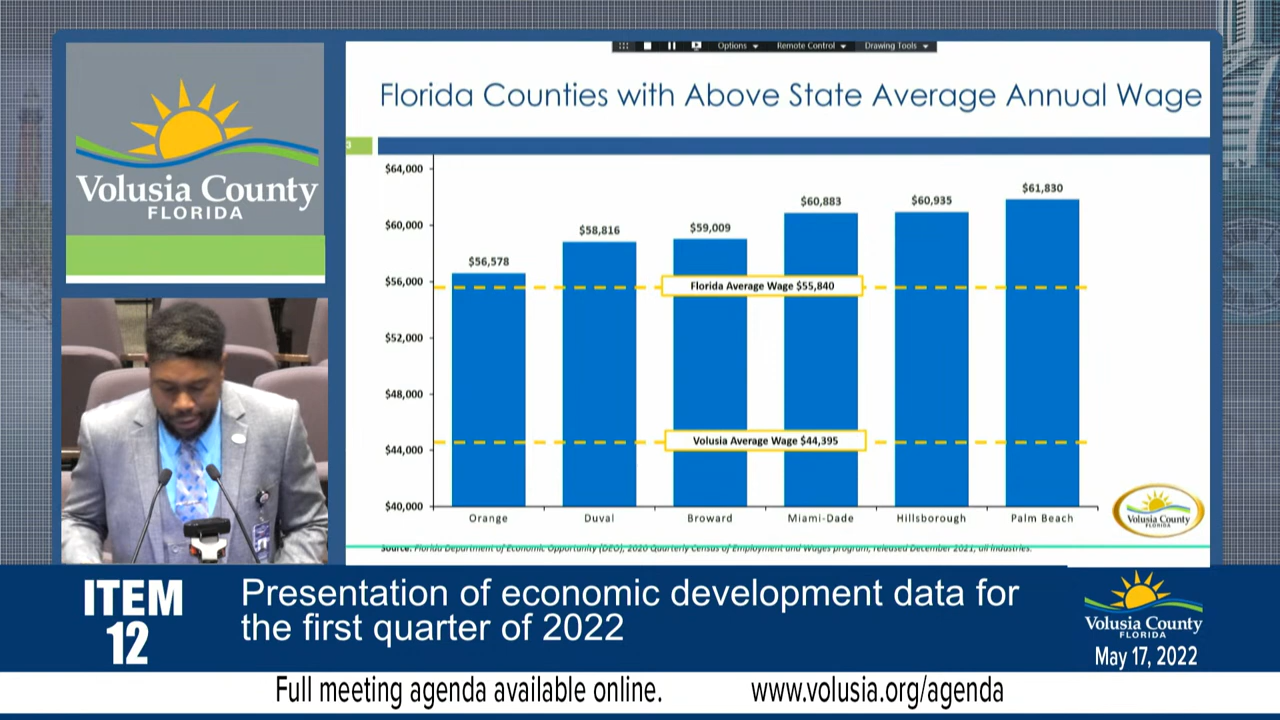 Volusia County
FLORIDA
Options Remote Control Drawing Tools
Florida Counties with Above State Average Annual Wage
$64,000
$60,000
$56,000
$52,000
$48,000
$44,000
$40,000
$56,578
$58,816
$59,009
$60,883
$60,935
$61,830
Florida Average Wage $55,840
Volusia Average Wage $44,395
Orange Duval Broward Miami-Dade Hillsborough Palm Beach
Volusia County
FLORIDA
Source: Florida Department of Economic Opportunity (DEO), 2020 Quarterly Census of Employment and Wages program, released December 2021, all industries.
ITEM
12
Presentation of economic development data for
the first quarter of 2022
Volusia County
FLORIDA
May 17, 2022
Full meeting agenda available online. www.volusia.org/agenda